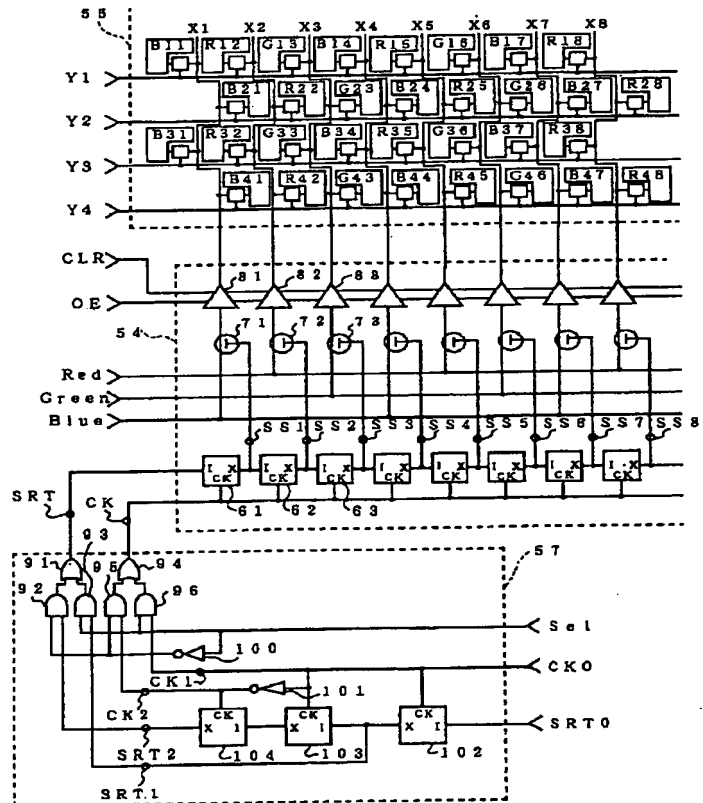 55
X1 X2 X3 X4 X5 X6 X7 X8
B11 R12 G13 B14 R15 G16 B17 R18
Y1
B21 R22 G23 B24 R25 G26 B27 R28
Y2
B31 R32 G33 B34 R35 G36 B37 R38
Y3
B41 R42 G43 B44 R45 G46 B47 R48
Y4
CLR
81 82 83
OE
54
71 72 73
Red
Green
Blue
SS1 SS2 SS3 SS4 SS5 SS6 SS7 SS8
I X I X I X I X I X I X I X I X
CK CK CK
SRT
CK
61 62 63
93
91 95 94
92 96
57
Sel
100
CK0
CK1
101
CK2
CK CK CK
X I X I X I
SRT0
SRT2
104 103 102
SRT1